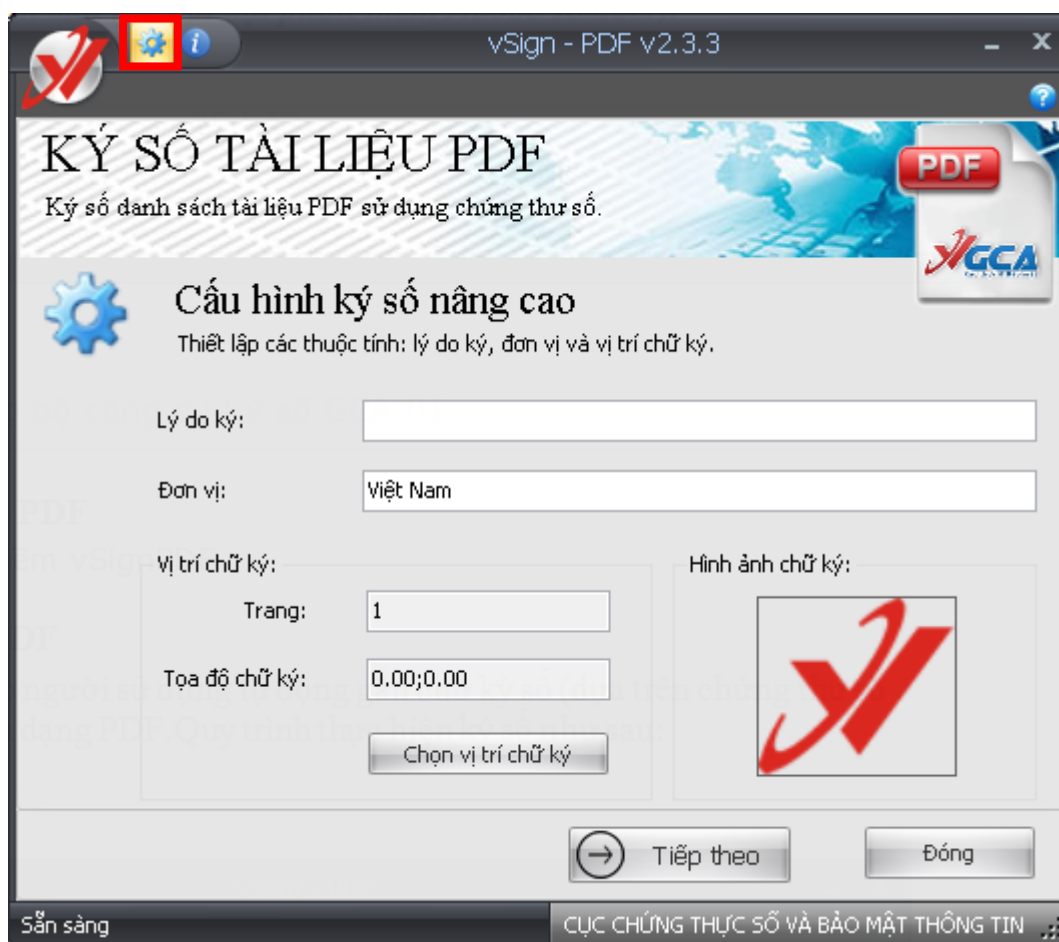 vSign - PDF v2.3.3
KÝ SỐ TÀI LIỆU PDF
Ký số danh sách tài liệu PDF sử dụng chứng thư số.
PDF
GCA
Cấu hình ký số nâng cao
Thiết lập các thuộc tính: lý do ký, đơn vị và vị trí chữ ký.
Lý do ký:
Đơn vị: Việt Nam
Vị trí chữ ký:
Hình ảnh chữ ký:
Trang: 1
Tọa độ chữ ký: 0.00;0.00
Chọn vị trí chữ ký
Tiếp theo
Đóng
Sẵn sàng
CỤC CHỨNG THỰC SỐ VÀ BẢO MẬT THÔNG TIN